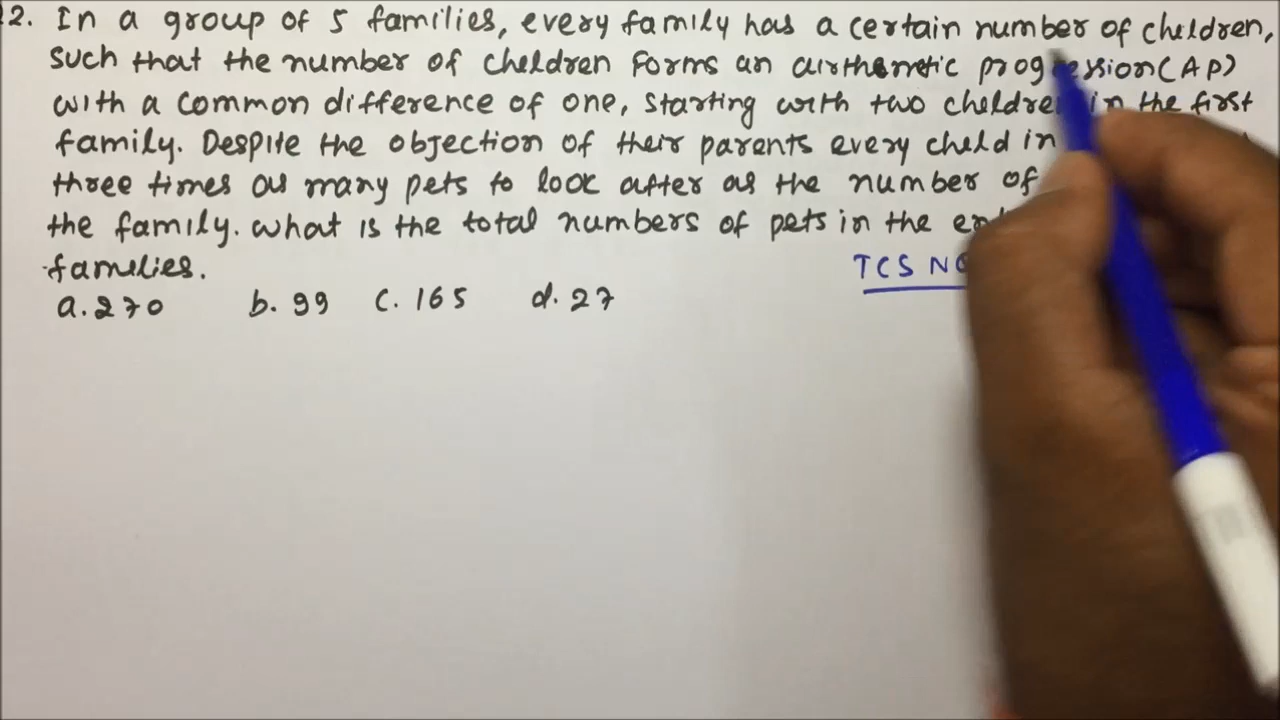 2. In a group of 5 families, every family has a certain number of children,
such that the number of children forms an airthemetic progression(AP)
with a common difference of one, starting with two children in the first
family. Despite the objection of their parents every child in
three times as many pets to look after as the number of
the family. what is the total numbers of pets in the
families.
TCS
a. 270 b. 99 c. 165 d. 27